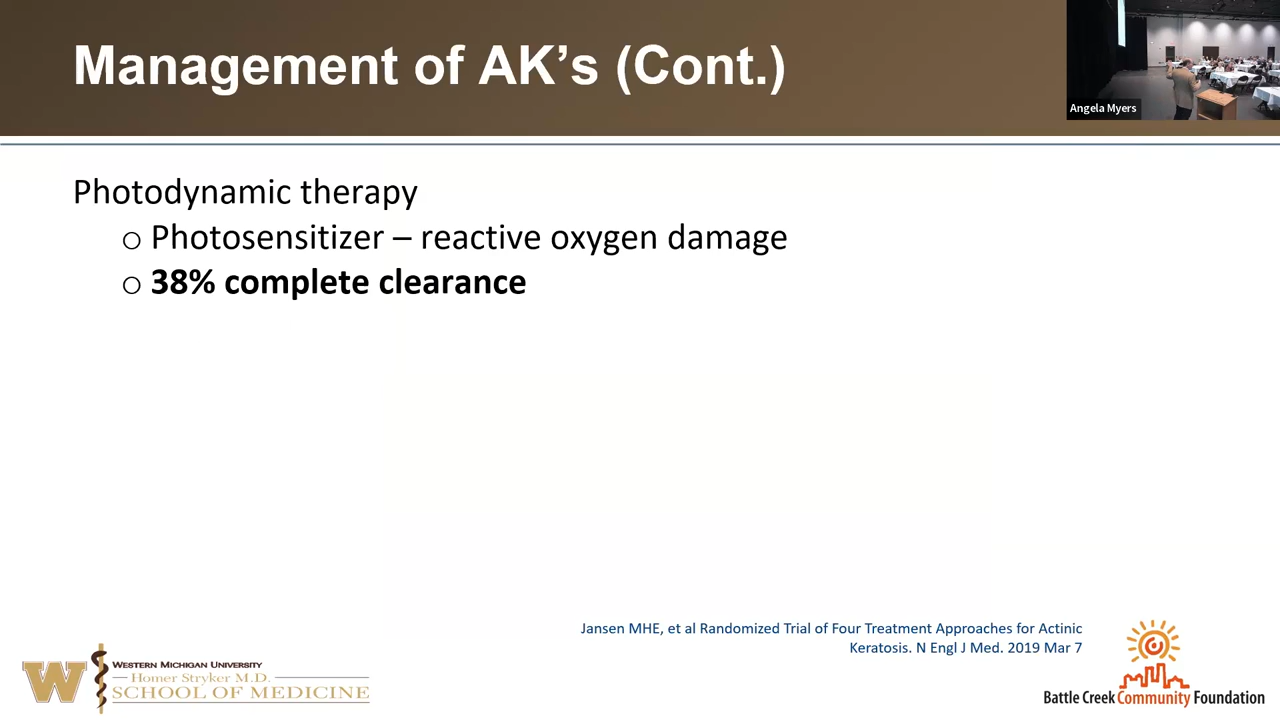 Management of AK's (Cont.)
Angela Myers
Photodynamic therapy
o Photosensitizer – reactive oxygen damage
o 38% complete clearance
Jansen MHE, et al Randomized Trial of Four Treatment Approaches for Actinic
Keratosis. N Engl J Med. 2019 Mar 7
W
WESTERN MICHIGAN UNIVERSITY
Homer Stryker M.D.
SCHOOL OF MEDICINE
Battle Creek Community Foundation